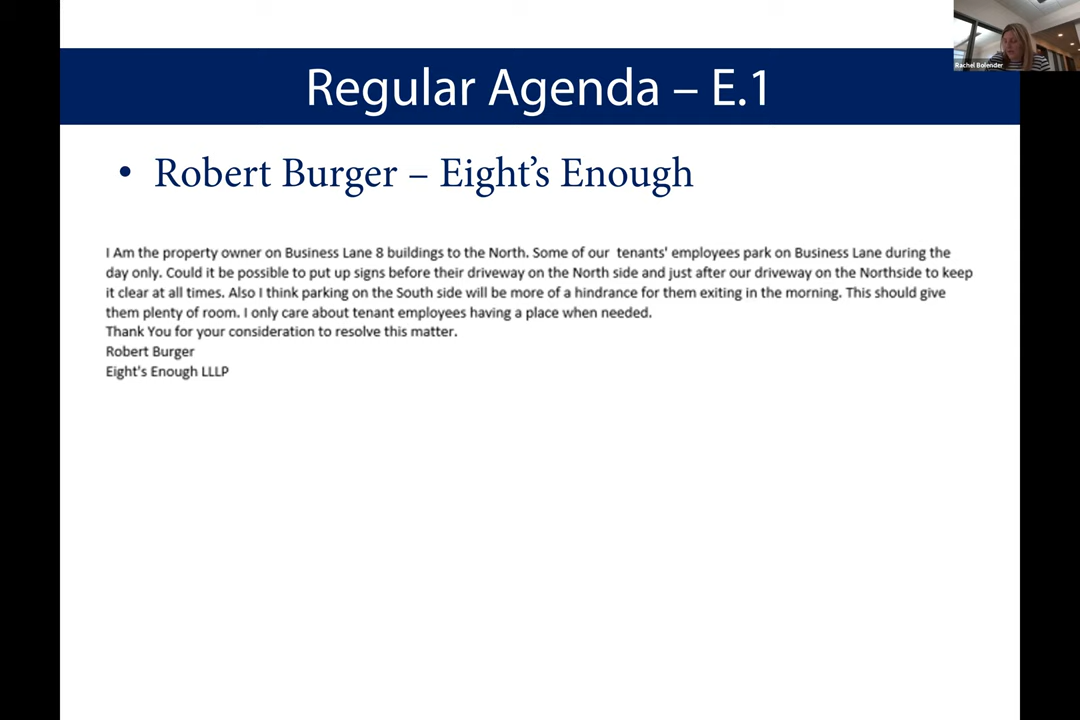 Rachel Bolender
Regular Agenda – E.1
• Robert Burger – Eight’s Enough
I Am the property owner on Business Lane 8 buildings to the North. Some of our  tenants' employees park on Business Lane during the
day only. Could it be possible to put up signs before their driveway on the North side and just after our driveway on the Northside to keep
it clear at all times. Also I think parking on the South side will be more of a hindrance for them exiting in the morning. This should give
them plenty of room. I only care about tenant employees having a place when needed.
Thank You for your consideration to resolve this matter.
Robert Burger
Eight's Enough LLLP